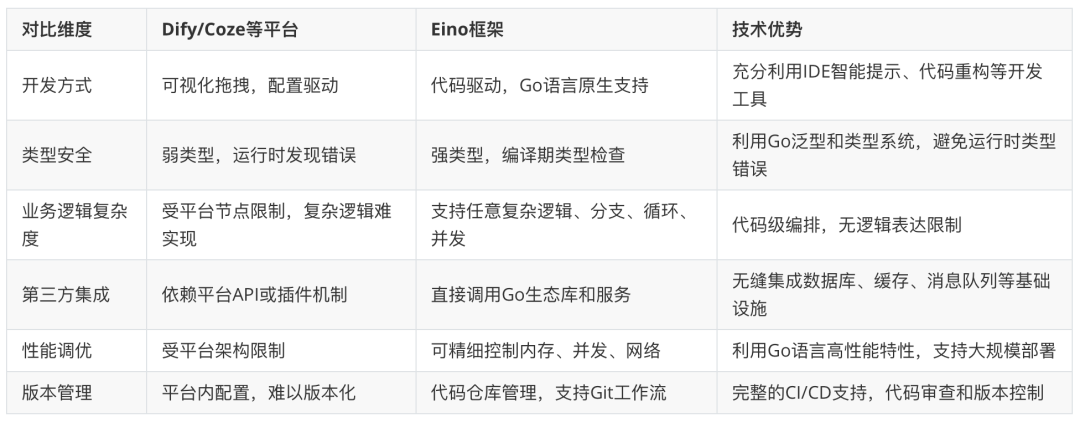 对比维度 Dify/Coze等平台 Eino框架 技术优势
开发方式 可视化拖拽，配置驱动 代码驱动，Go语言原生支持 充分利用IDE智能提示、代码重构等开发
工具
类型安全 弱类型，运行时发现错误 强类型，编译期类型检查 利用Go泛型和类型系统，避免运行时类型
错误
业务逻辑复杂
度
受平台节点限制，复杂逻辑难
实现
支持任意复杂逻辑、分支、循环、
并发
代码级编排，无逻辑表达限制
第三方集成 依赖平台API或插件机制 直接调用Go生态库和服务 无缝集成数据库、缓存、消息队列等基础
设施
性能调优 受平台架构限制 可精细控制内存、并发、网络 利用Go语言高性能特性，支持大规模部署
版本管理 平台内配置，难以版本化 代码仓库管理，支持Git工作流 完整的CI/CD支持，代码审查和版本控制